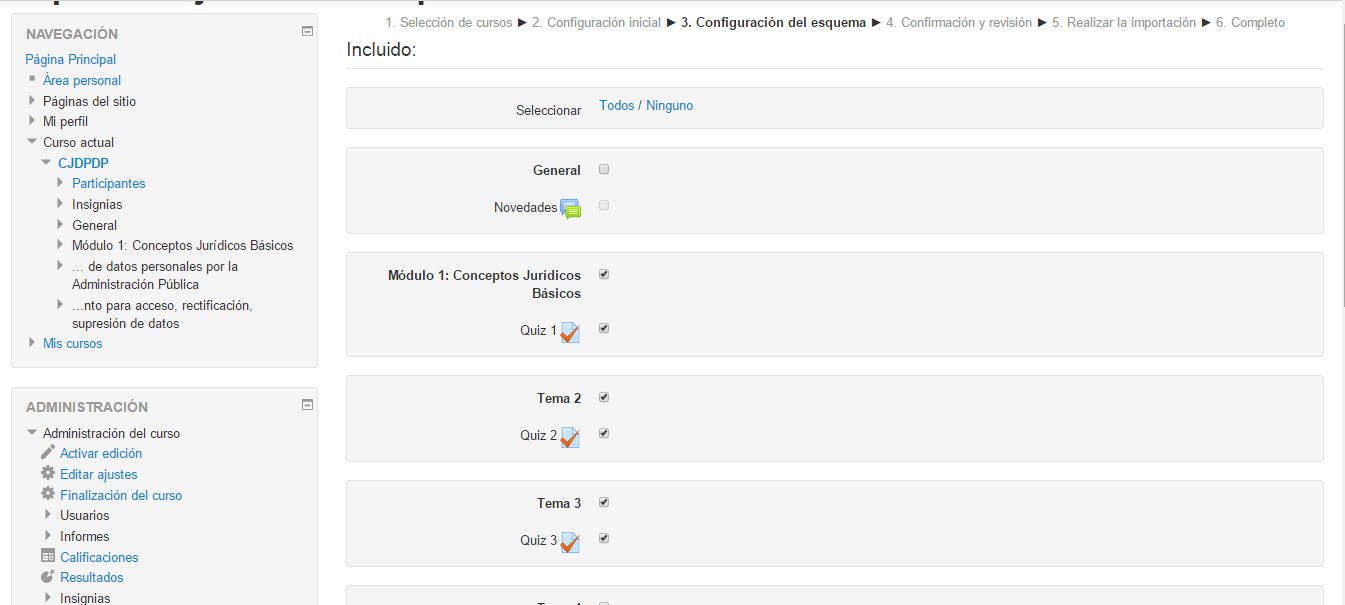 NAVEGACIÓN
Página Principal
Área personal
Páginas del sitio
Mi perfil
Curso actual
CJDPDP
Participantes
Insignias
General
Módulo 1: Conceptos Jurídicos Básicos
... de datos personales por la
Administración Pública
...nto para acceso, rectificación,
supresión de datos
Mis cursos
ADMINISTRACIÓN
Administración del curso
Activar edición
Editar ajustes
Finalización del curso
Usuarios
Informes
Calificaciones
Resultados
Insignias
1. Selección de cursos ► 2. Configuración inicial ► 3. Configuración del esquema ► 4. Confirmación y revisión ► 5. Realizar la importación ► 6. Completo
Incluido:
Seleccionar Todos / Ninguno
General
Novedades
Módulo 1: Conceptos Jurídicos
Básicos
Quiz 1
Tema 2
Quiz 2
Tema 3
Quiz 3